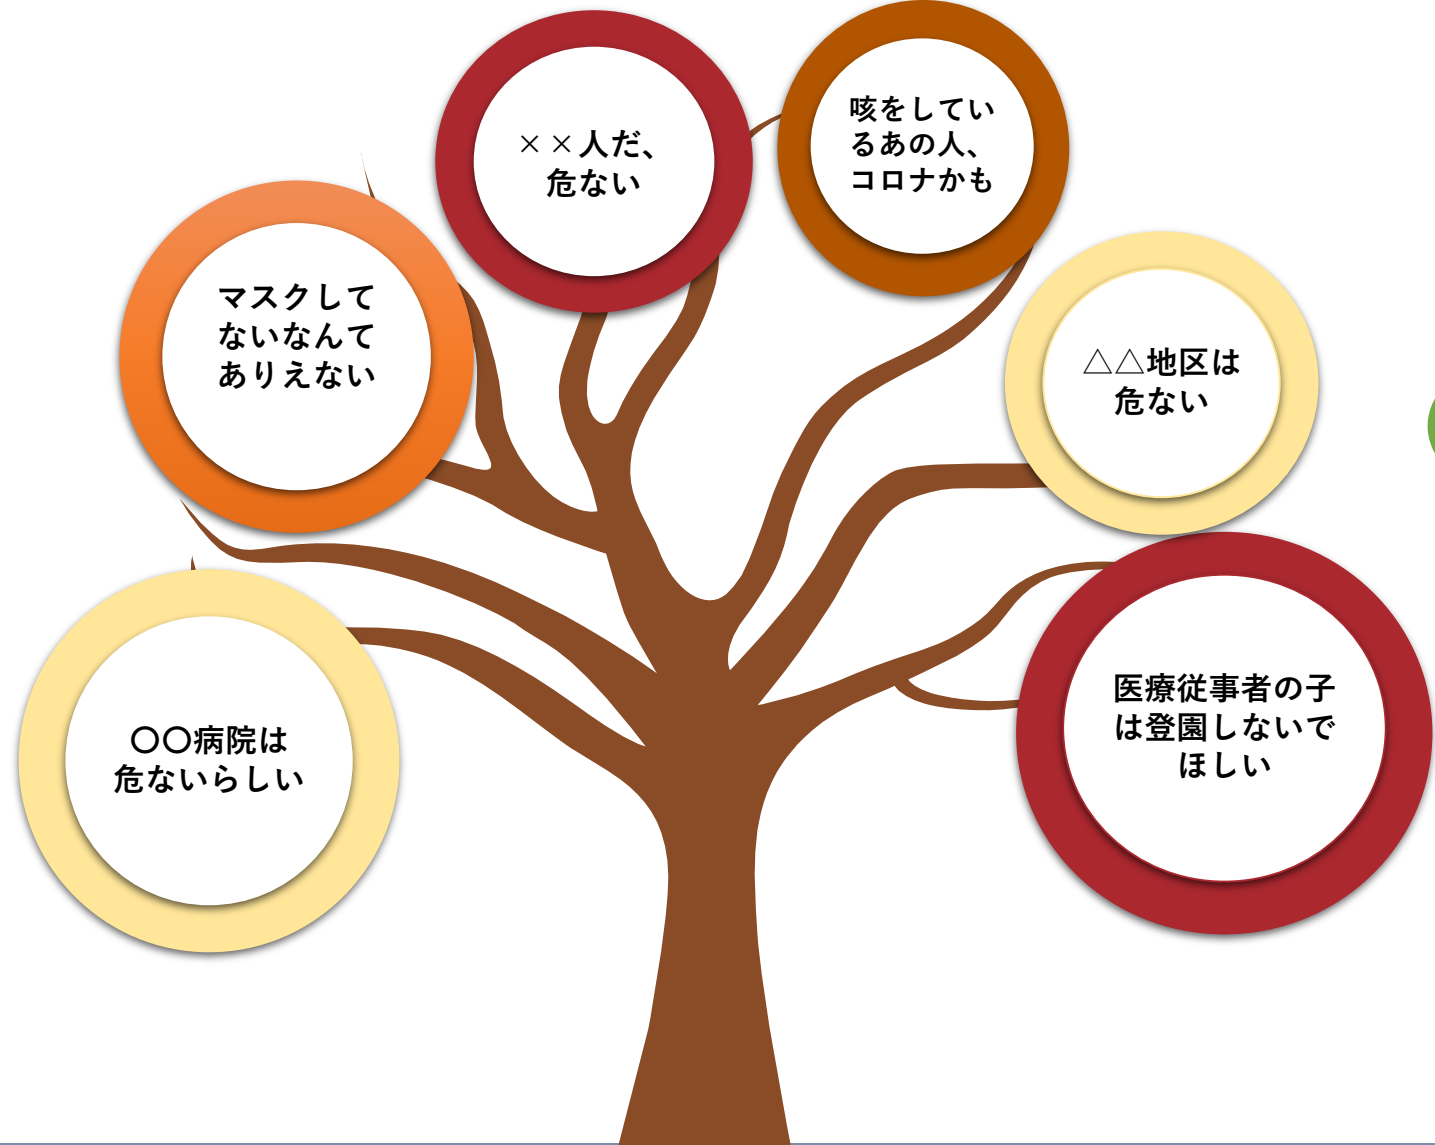 ××人だ、
危ない
咳をしてい
るあの人、
コロナかも
マスクして
ないなんて
ありえない
△△地区は
危ない
〇〇病院は
危ないらしい
医療従事者の子
は登園しないで
ほしい